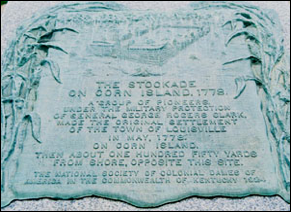 THE STOCKADE
ON CORN ISLAND, 1778.
A GROUP OF PIONEERS,
UNDER THE MILITARY PROTECTION
OF GENERAL GEORGE ROGERS CLARK,
MADE THE ORIGINAL SETTLEMENT
OF THE TOWN OF LOUISVILLE
IN MAY, 1778,
ON CORN ISLAND,
THEN ABOUT ONE HUNDRED FIFTY YARDS
FROM SHORE, OPPOSITE THIS SITE.
THE NATIONAL SOCIETY OF COLONIAL DAMES OF
AMERICA IN THE COMMONWEALTH OF KENTUCKY